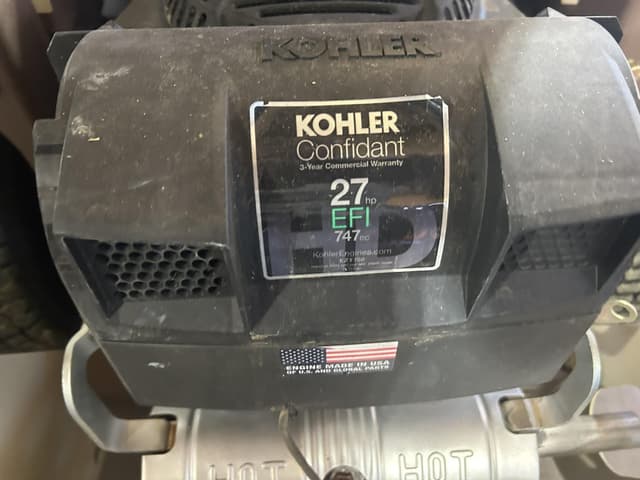 KOHLER
KOHLER
Confidant
3-Year Commercial Warranty
27 hp
EFI
747 cc
HD
KohlerEngines.com
ENGINE MADE IN USA
OF U.S. AND GLOBAL PARTS
HOT HOT